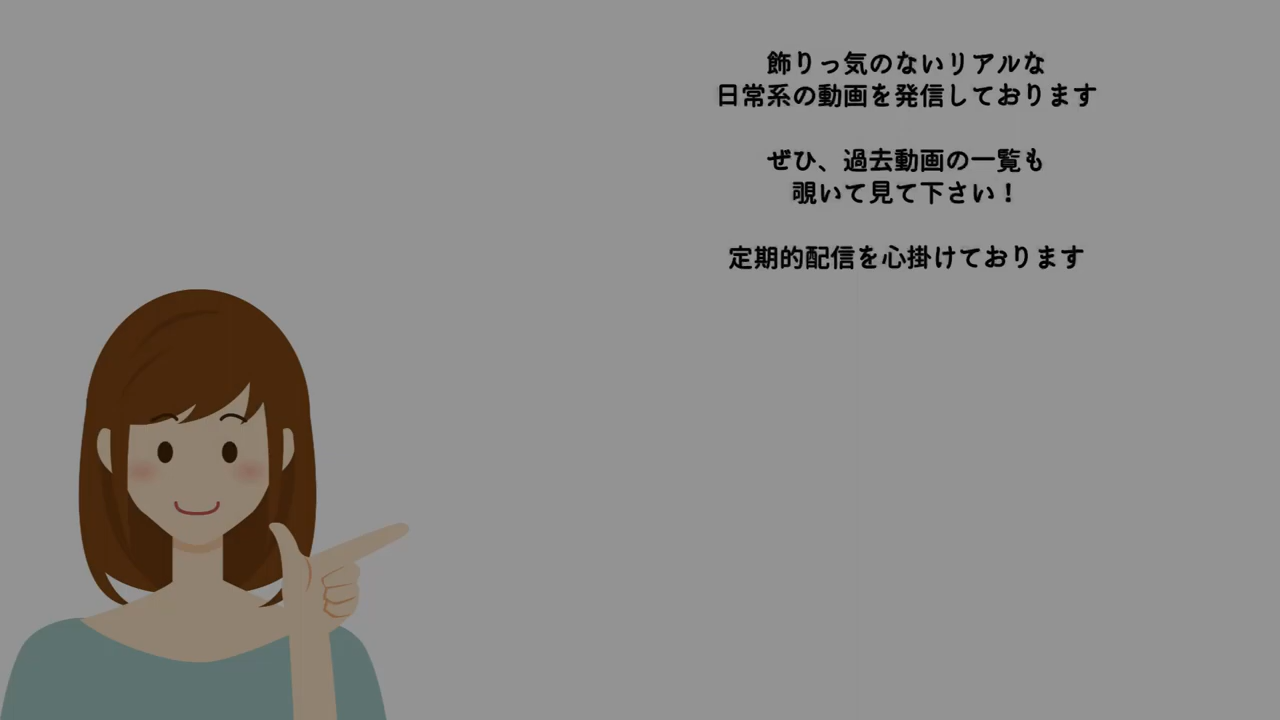 飾りっ気のないリアルな
日常系の動画を発信しております
ぜひ、過去動画の一覧も
覗いて見て下さい！
定期的配信を心掛けております